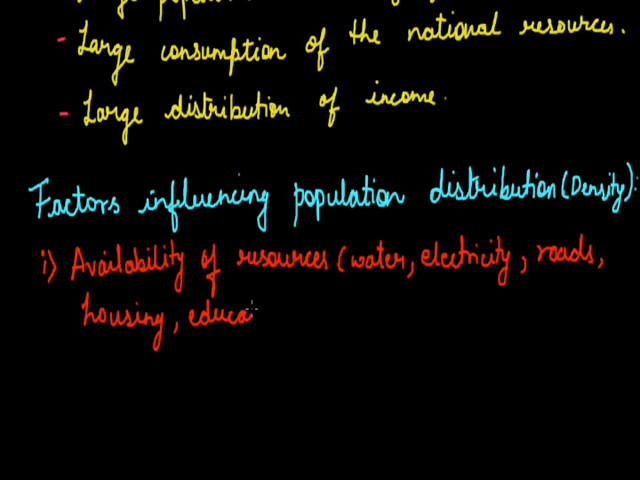 - Large consumption of the national resources.
- Large distribution of income.
Factors influencing population distribution (Density):
i) Availability of resources (water, electricity, roads,
housing, educa